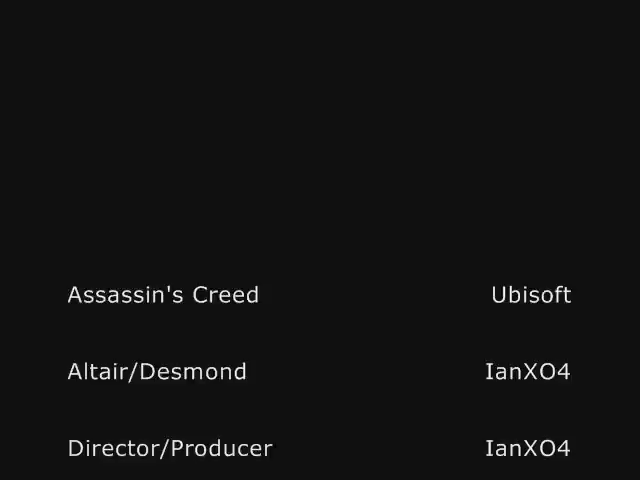 Assassin's Creed Ubisoft
Altair/Desmond IanXO4
Director/Producer IanXO4